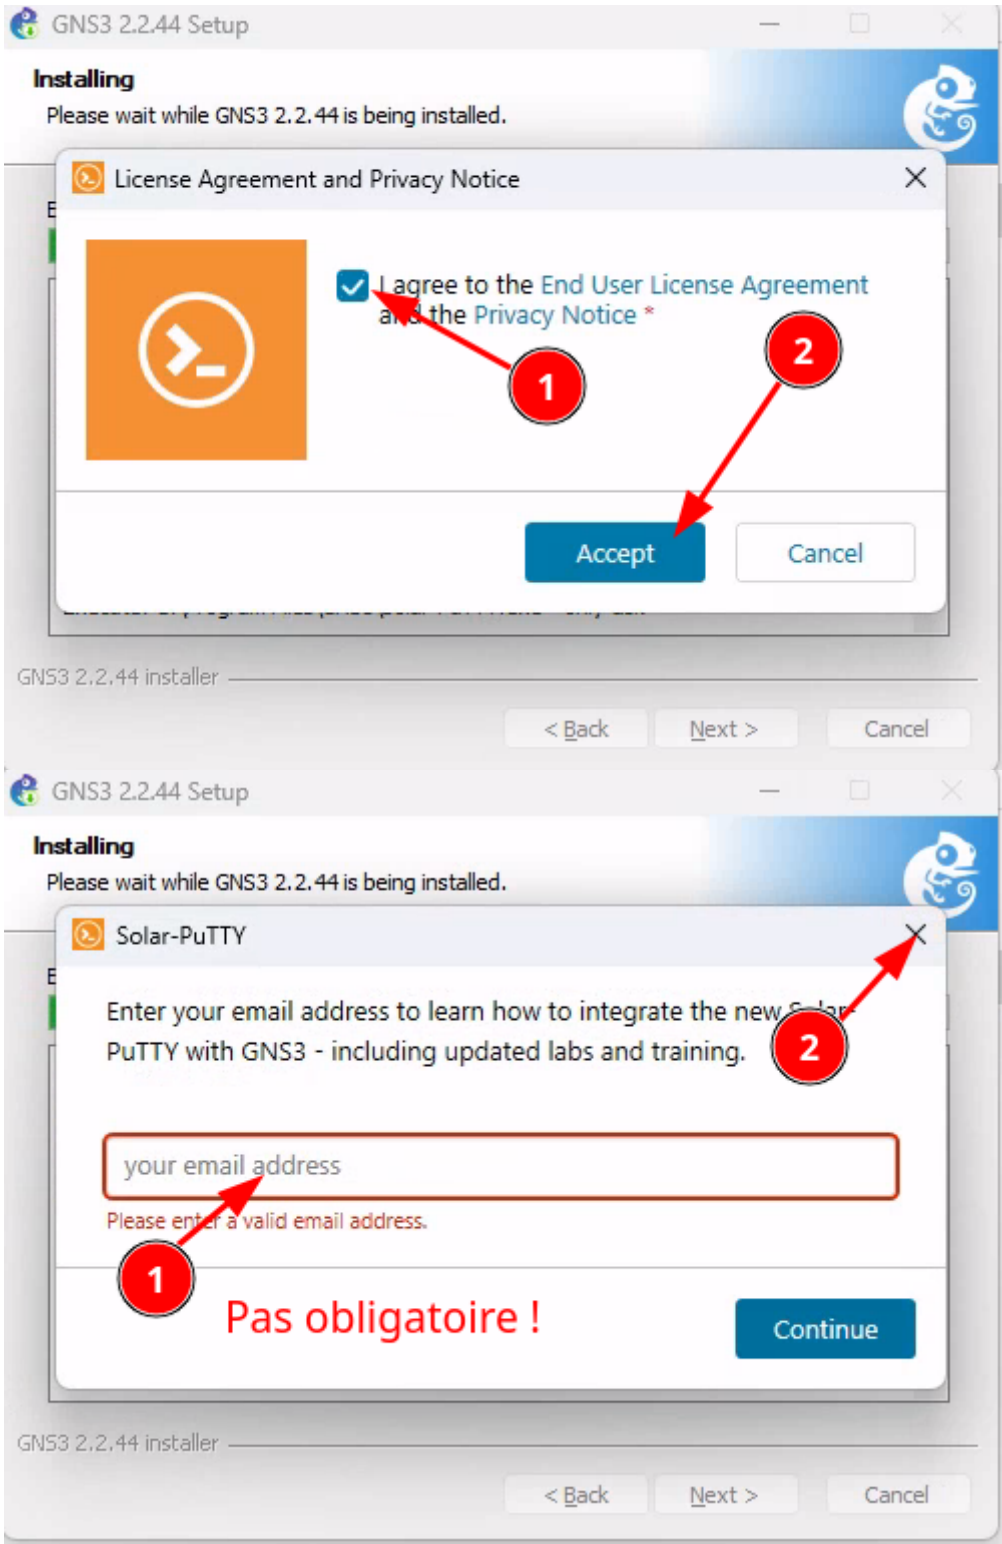 GNS3 2.2.44 Setup
Installing
Please wait while GNS3 2.2.44 is being installed.
License Agreement and Privacy Notice
I agree to the End User License Agreement
and the Privacy Notice *
1
2
Accept
Cancel
GNS3 2.2.44 installer
< Back
Next >
Cancel
GNS3 2.2.44 Setup
Installing
Please wait while GNS3 2.2.44 is being installed.
Solar-PuTTY
Enter your email address to learn how to integrate the new Solar-
PuTTY with GNS3 - including updated labs and training.
2
your email address
Please enter a valid email address.
1
Pas obligatoire !
Continue
GNS3 2.2.44 installer
< Back
Next >
Cancel